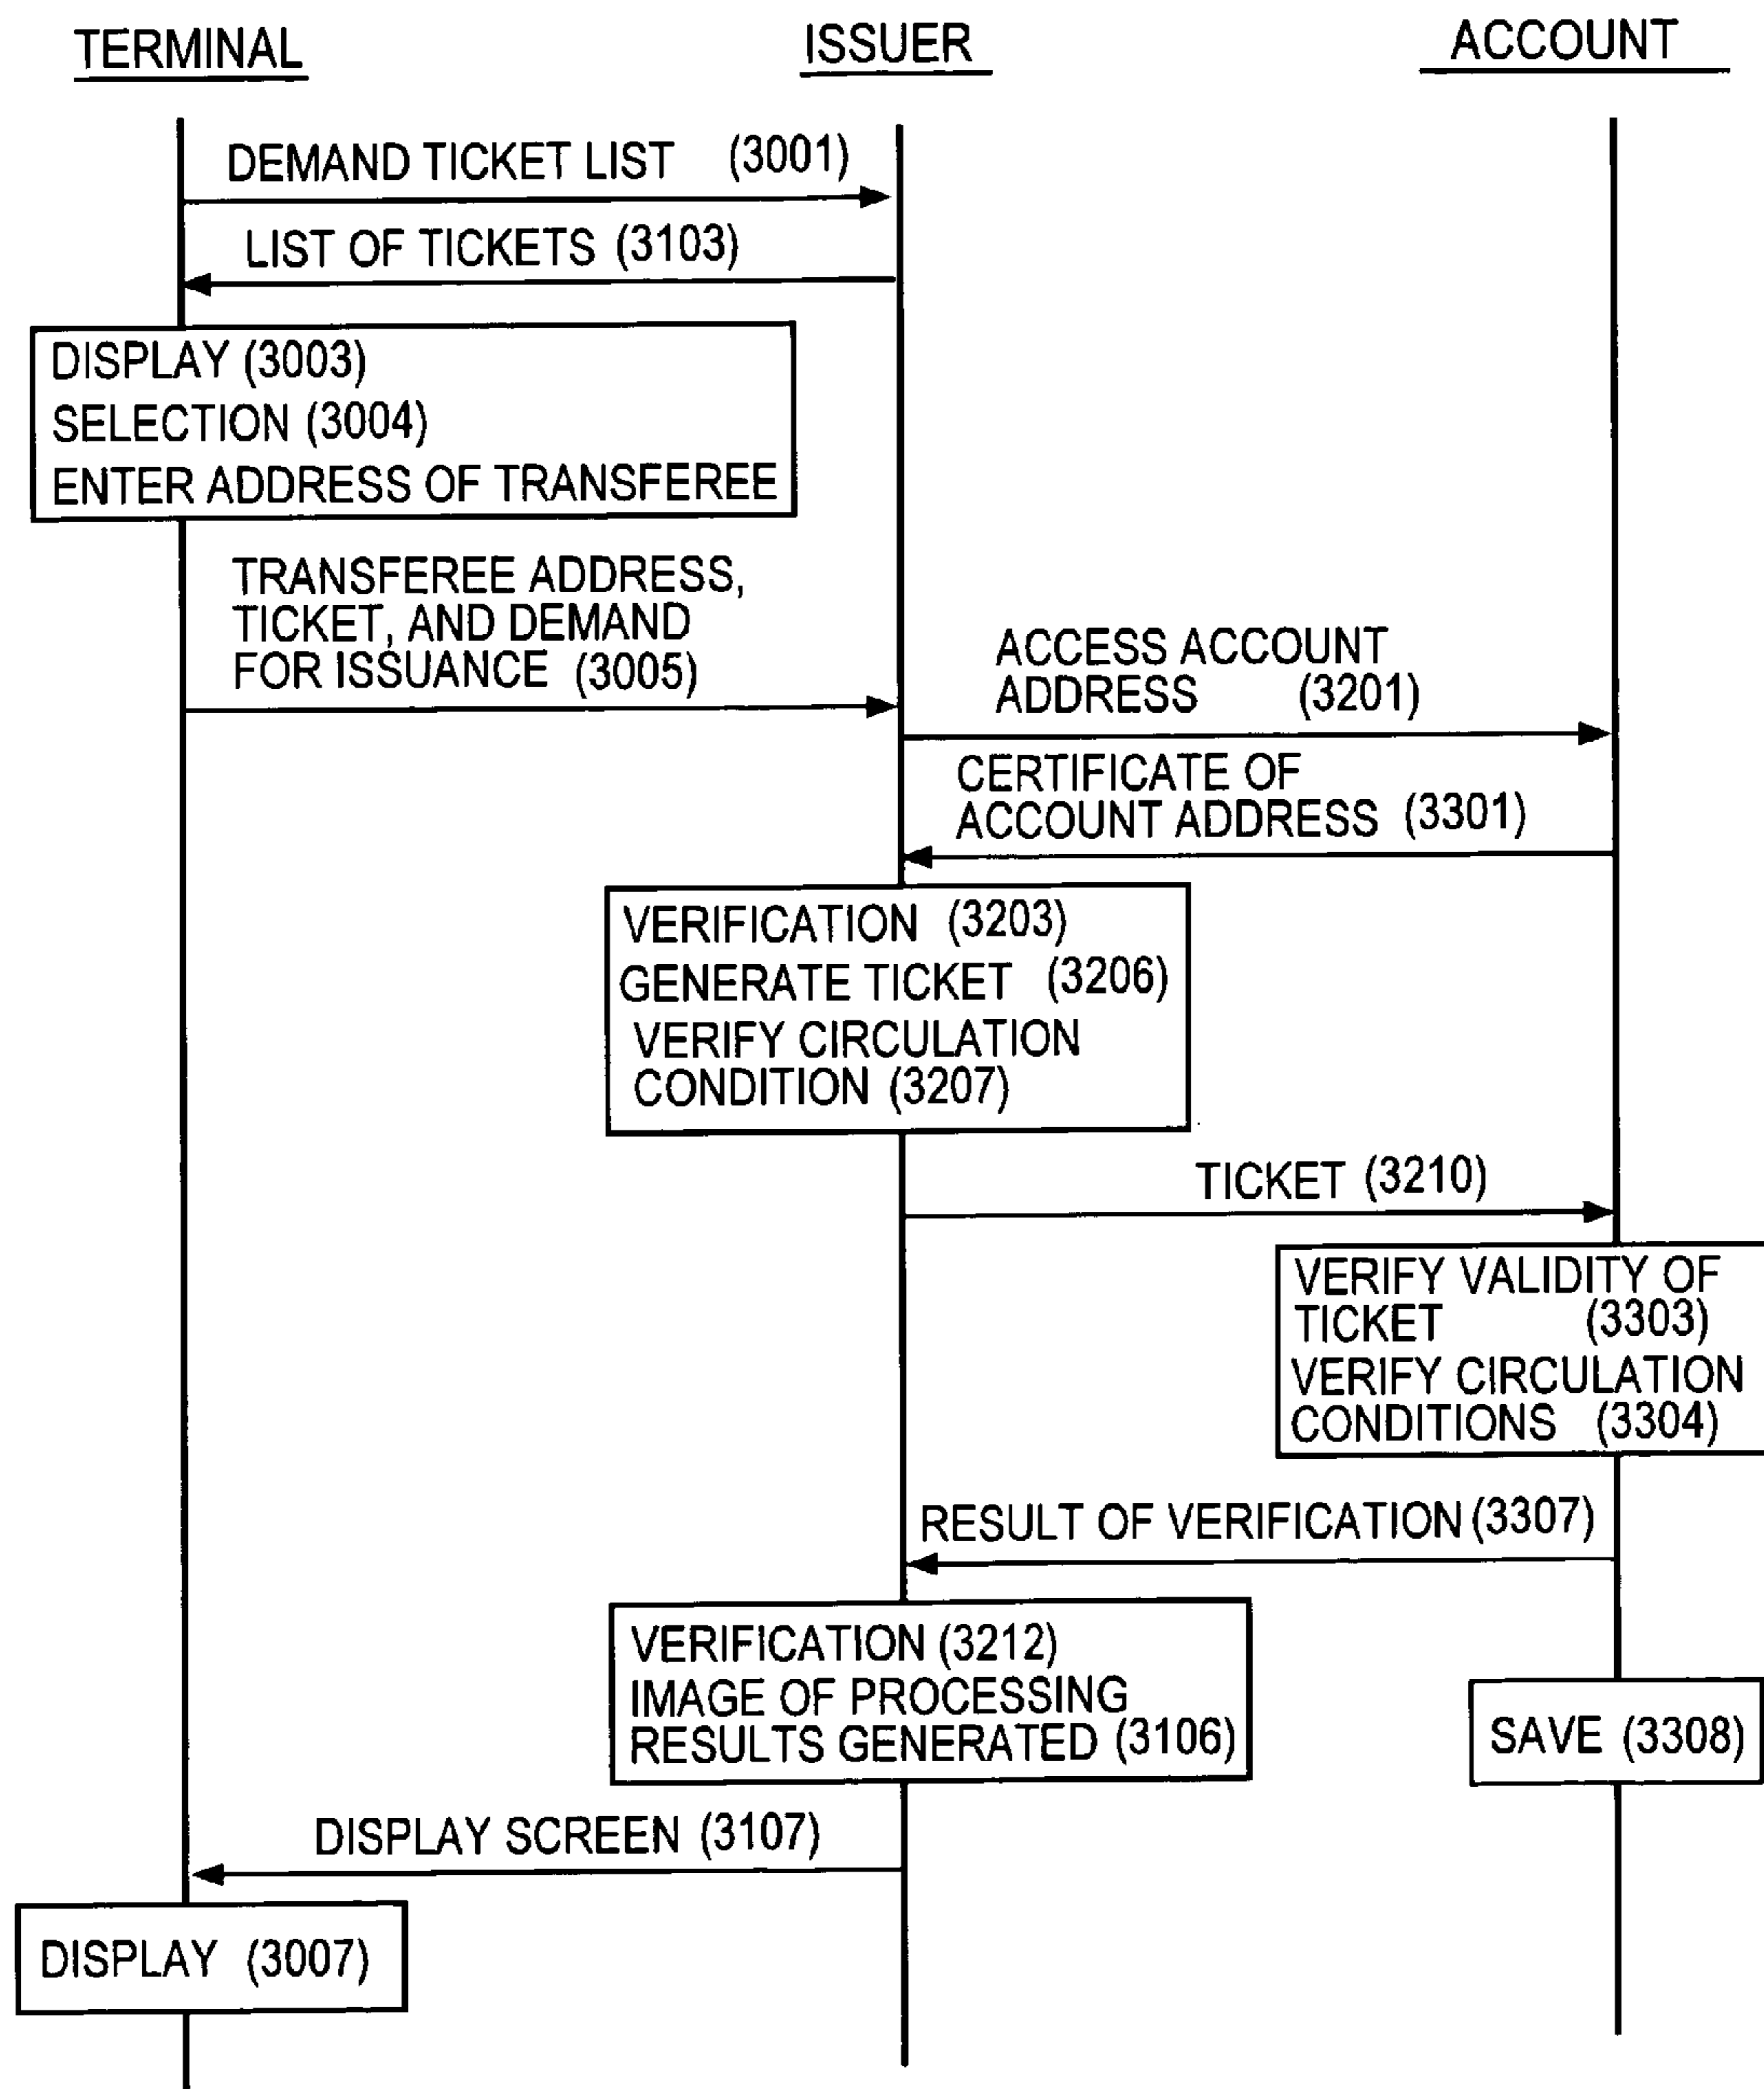 TERMINAL
ISSUER
ACCOUNT
DEMAND TICKET LIST (3001)
LIST OF TICKETS (3103)
DISPLAY (3003)
SELECTION (3004)
ENTER ADDRESS OF TRANSFEREE
TRANSFEREE ADDRESS,
TICKET, AND DEMAND
FOR ISSUANCE (3005)
ACCESS ACCOUNT
ADDRESS (3201)
CERTIFICATE OF
ACCOUNT ADDRESS (3301)
VERIFICATION (3203)
GENERATE TICKET (3206)
VERIFY CIRCULATION
CONDITION (3207)
TICKET (3210)
VERIFY VALIDITY OF
TICKET (3303)
VERIFY CIRCULATION
CONDITIONS (3304)
RESULT OF VERIFICATION (3307)
VERIFICATION (3212)
IMAGE OF PROCESSING
RESULTS GENERATED (3106)
SAVE (3308)
DISPLAY SCREEN (3107)
DISPLAY (3007)